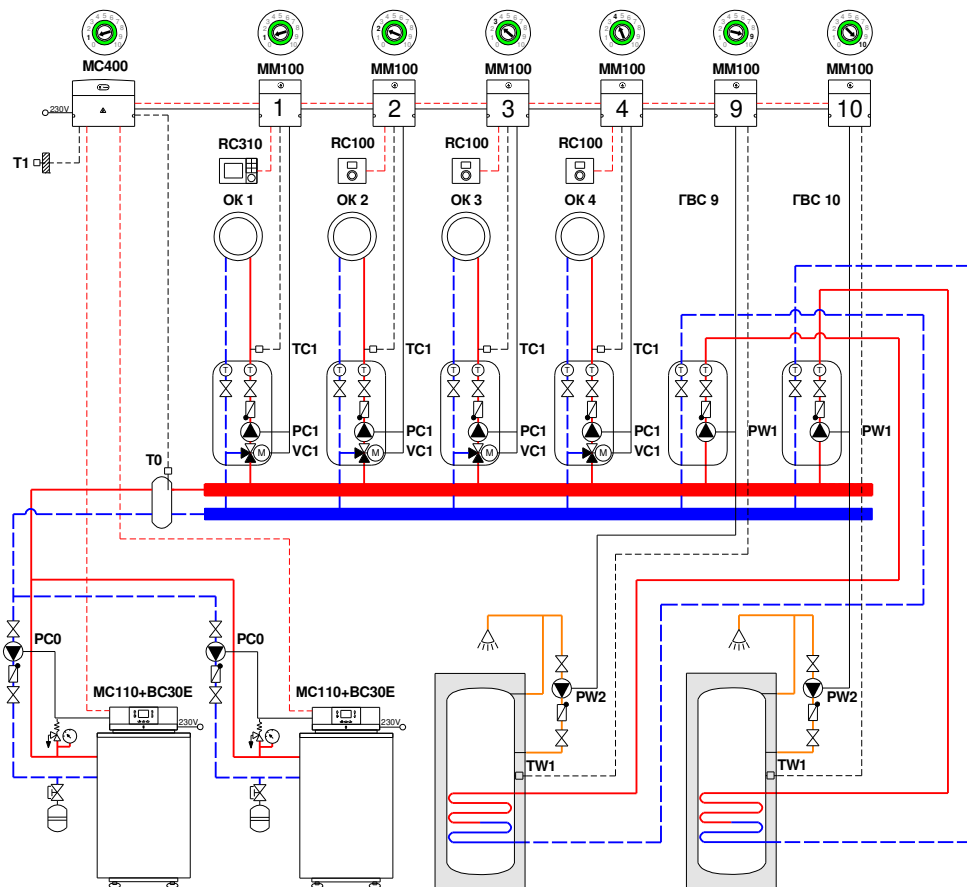 MC400 MM100 MM100 MM100 MM100 MM100 MM100
230V 1 2 3 4 9 10
T1 RC310 RC100 RC100 RC100
ОК 1 ОК 2 ОК 3 ОК 4 ГВС 9 ГВС 10
TC1 TC1 TC1 TC1
T T T T T T T T T T T T
PC1 PC1 PC1 PC1 PW1 PW1
M VC1 M VC1 M VC1 M VC1
T0
PC0 PC0
MC110+BC30E MC110+BC30E PW2 PW2
230V 230V
TW1 TW1